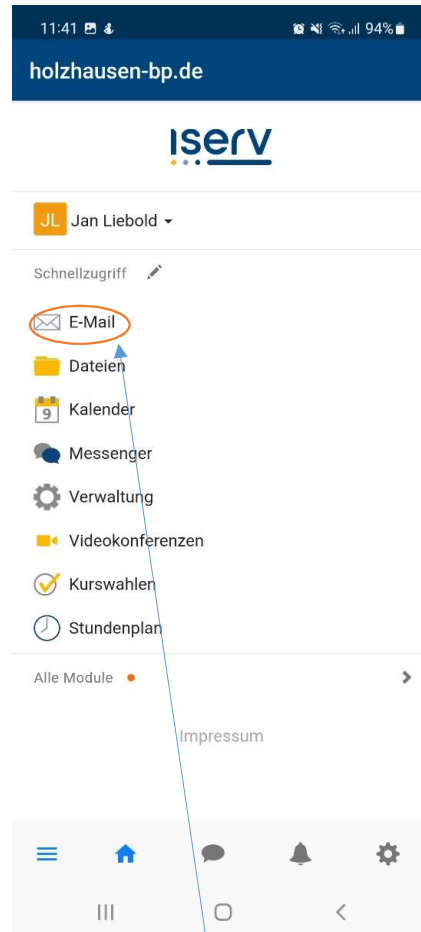 11:41 94%
holzhausen-bp.de
Iserv
JL Jan Liebold
Schnellzugriff
E-Mail
Dateien
9 Kalender
Messenger
Verwaltung
Videokonferenzen
Kurswahlen
Stundenplan
Alle Module
Impressum